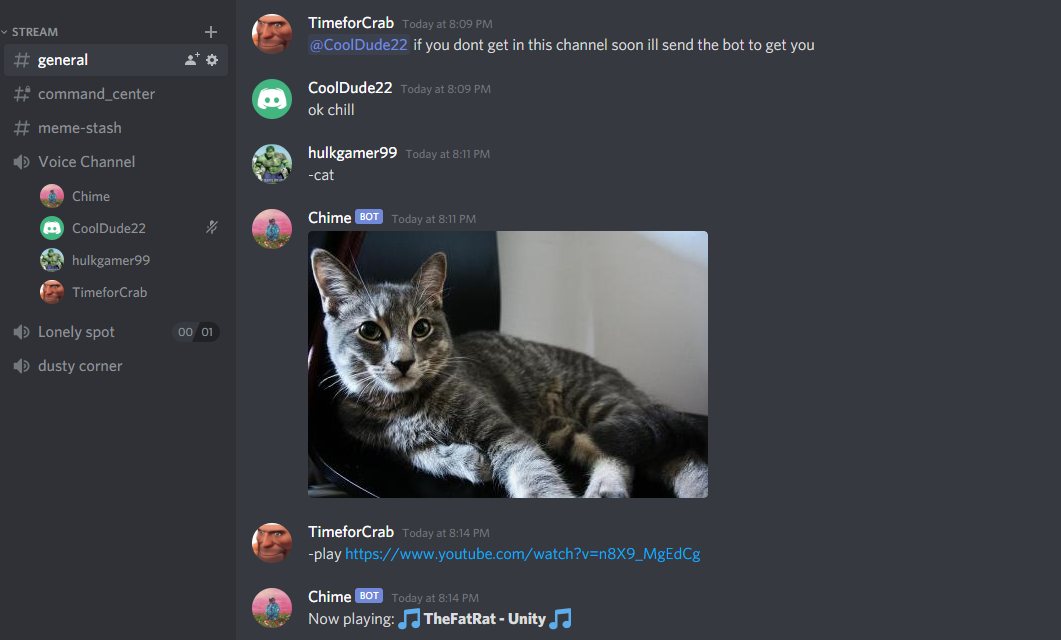 STREAM
general
command_center
meme-stash
Voice Channel
Chime
CoolDude22
hulkgamer99
TimeforCrab
Lonely spot 00 01
dusty corner
TimeforCrab Today at 8:09 PM
@CoolDude22 if you dont get in this channel soon ill send the bot to get you
CoolDude22 Today at 8:09 PM
ok chill
hulkgamer99 Today at 8:11 PM
-cat
Chime BOT Today at 8:11 PM
TimeforCrab Today at 8:14 PM
-play https://www.youtube.com/watch?v=n8X9_MgEdCg
Chime BOT Today at 8:14 PM
Now playing: 🎵 TheFatRat - Unity 🎵